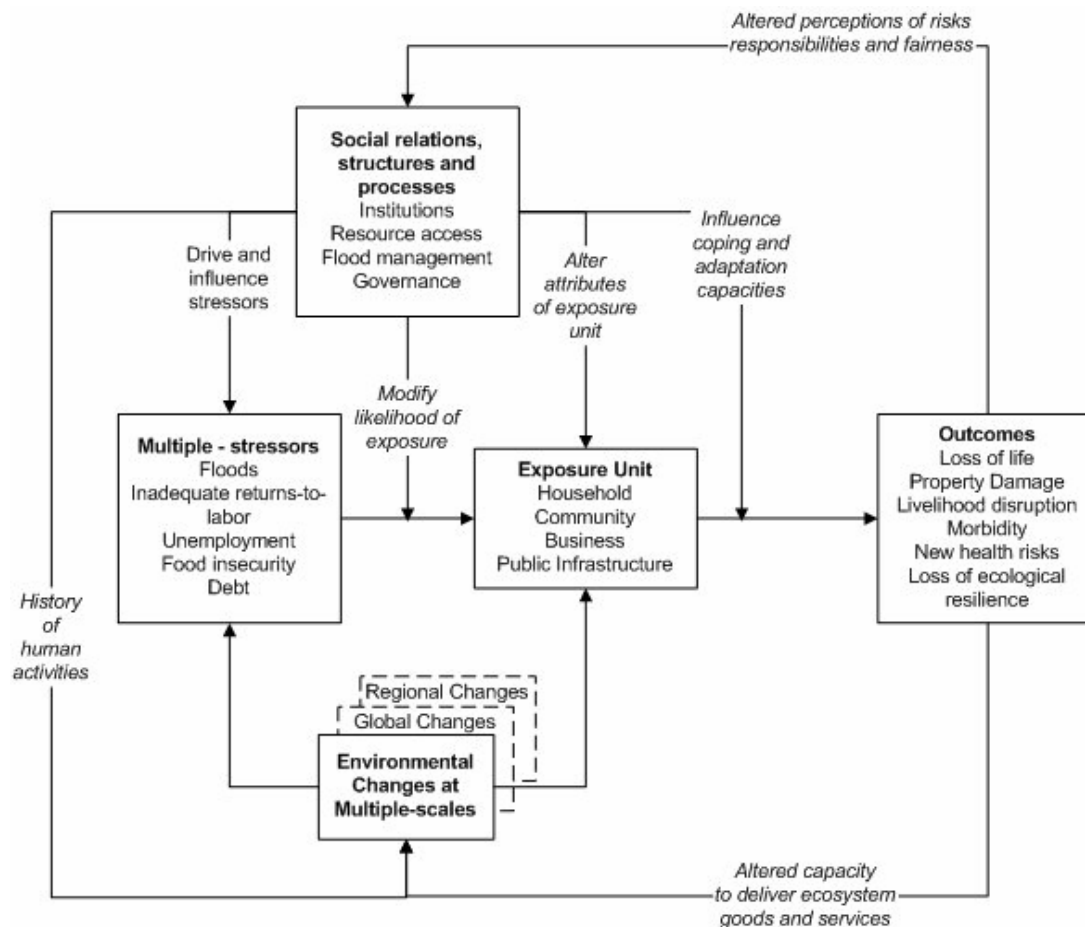 Altered perceptions of risks
responsibilities and fairness
Social relations,
structures and
processes
Institutions
Resource access
Flood management
Governance
Drive and
influence
stressors
Alter
attributes
of exposure
unit
Influence
coping and
adaptation
capacities
Modify
likelihood of
exposure
Multiple - stressors
Floods
Inadequate returns-to-
labor
Unemployment
Food insecurity
Debt
Exposure Unit
Household
Community
Business
Public Infrastructure
Outcomes
Loss of life
Property Damage
Livelihood disruption
Morbidity
New health risks
Loss of ecological
resilience
History
of
human
activities
Regional Changes
Global Changes
Environmental
Changes at
Multiple-scales
Altered capacity
to deliver ecosystem
goods and services